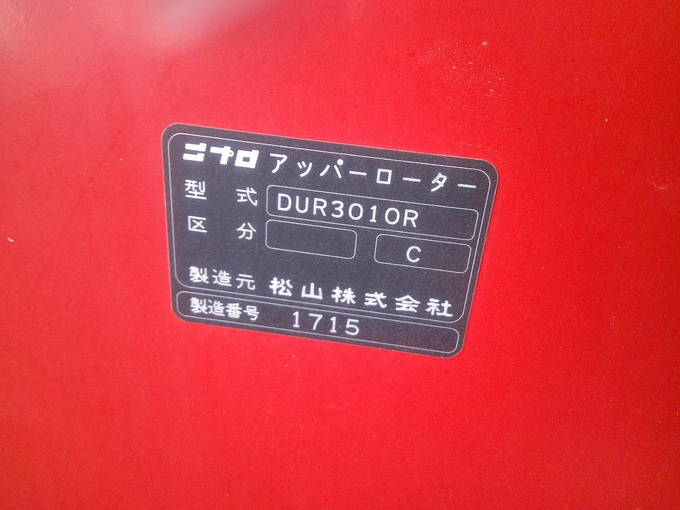 ニプロ アッパーローター
型式 DUR3010R
区分 C
製造元 松山株式会社
製造番号 1715